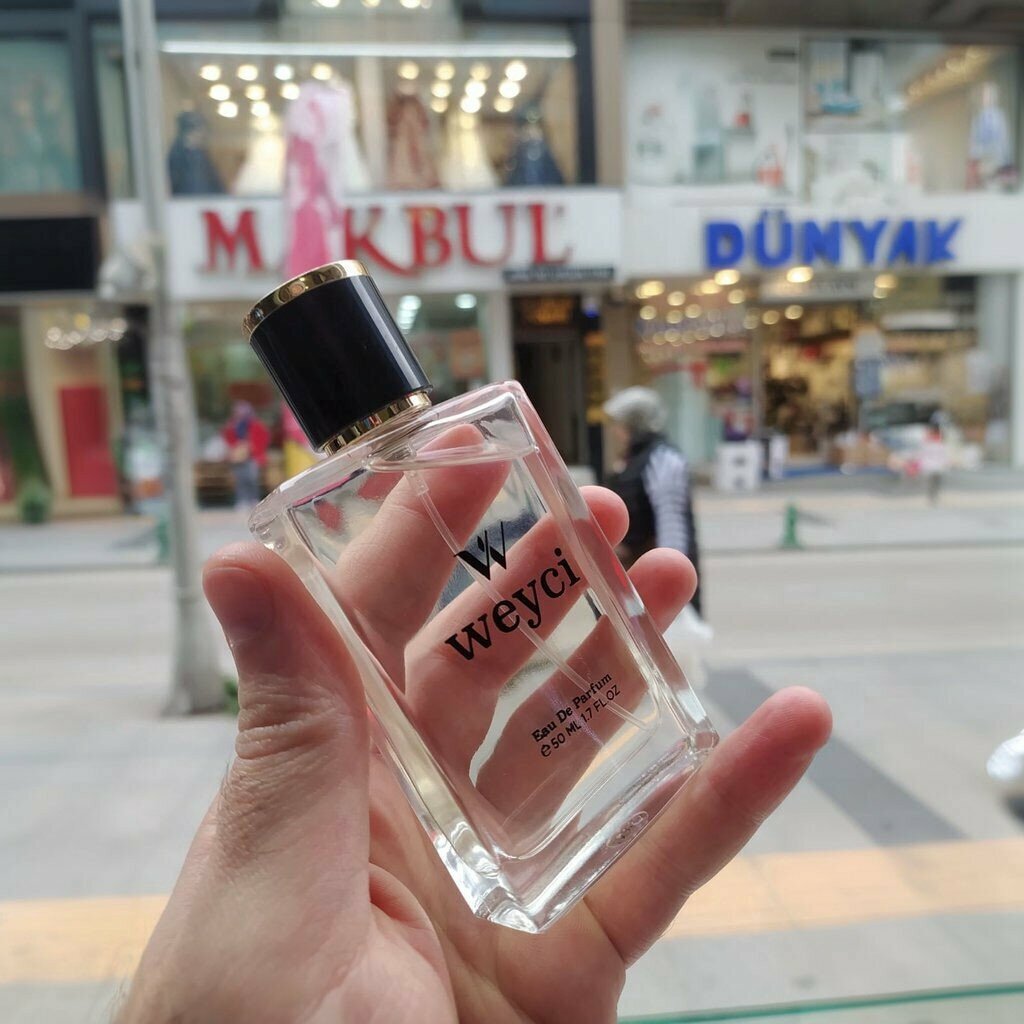 MAKBUL
DÜNYAK
W
weyci
Eau De Parfum
e 50 ML 1.7 FL.OZ